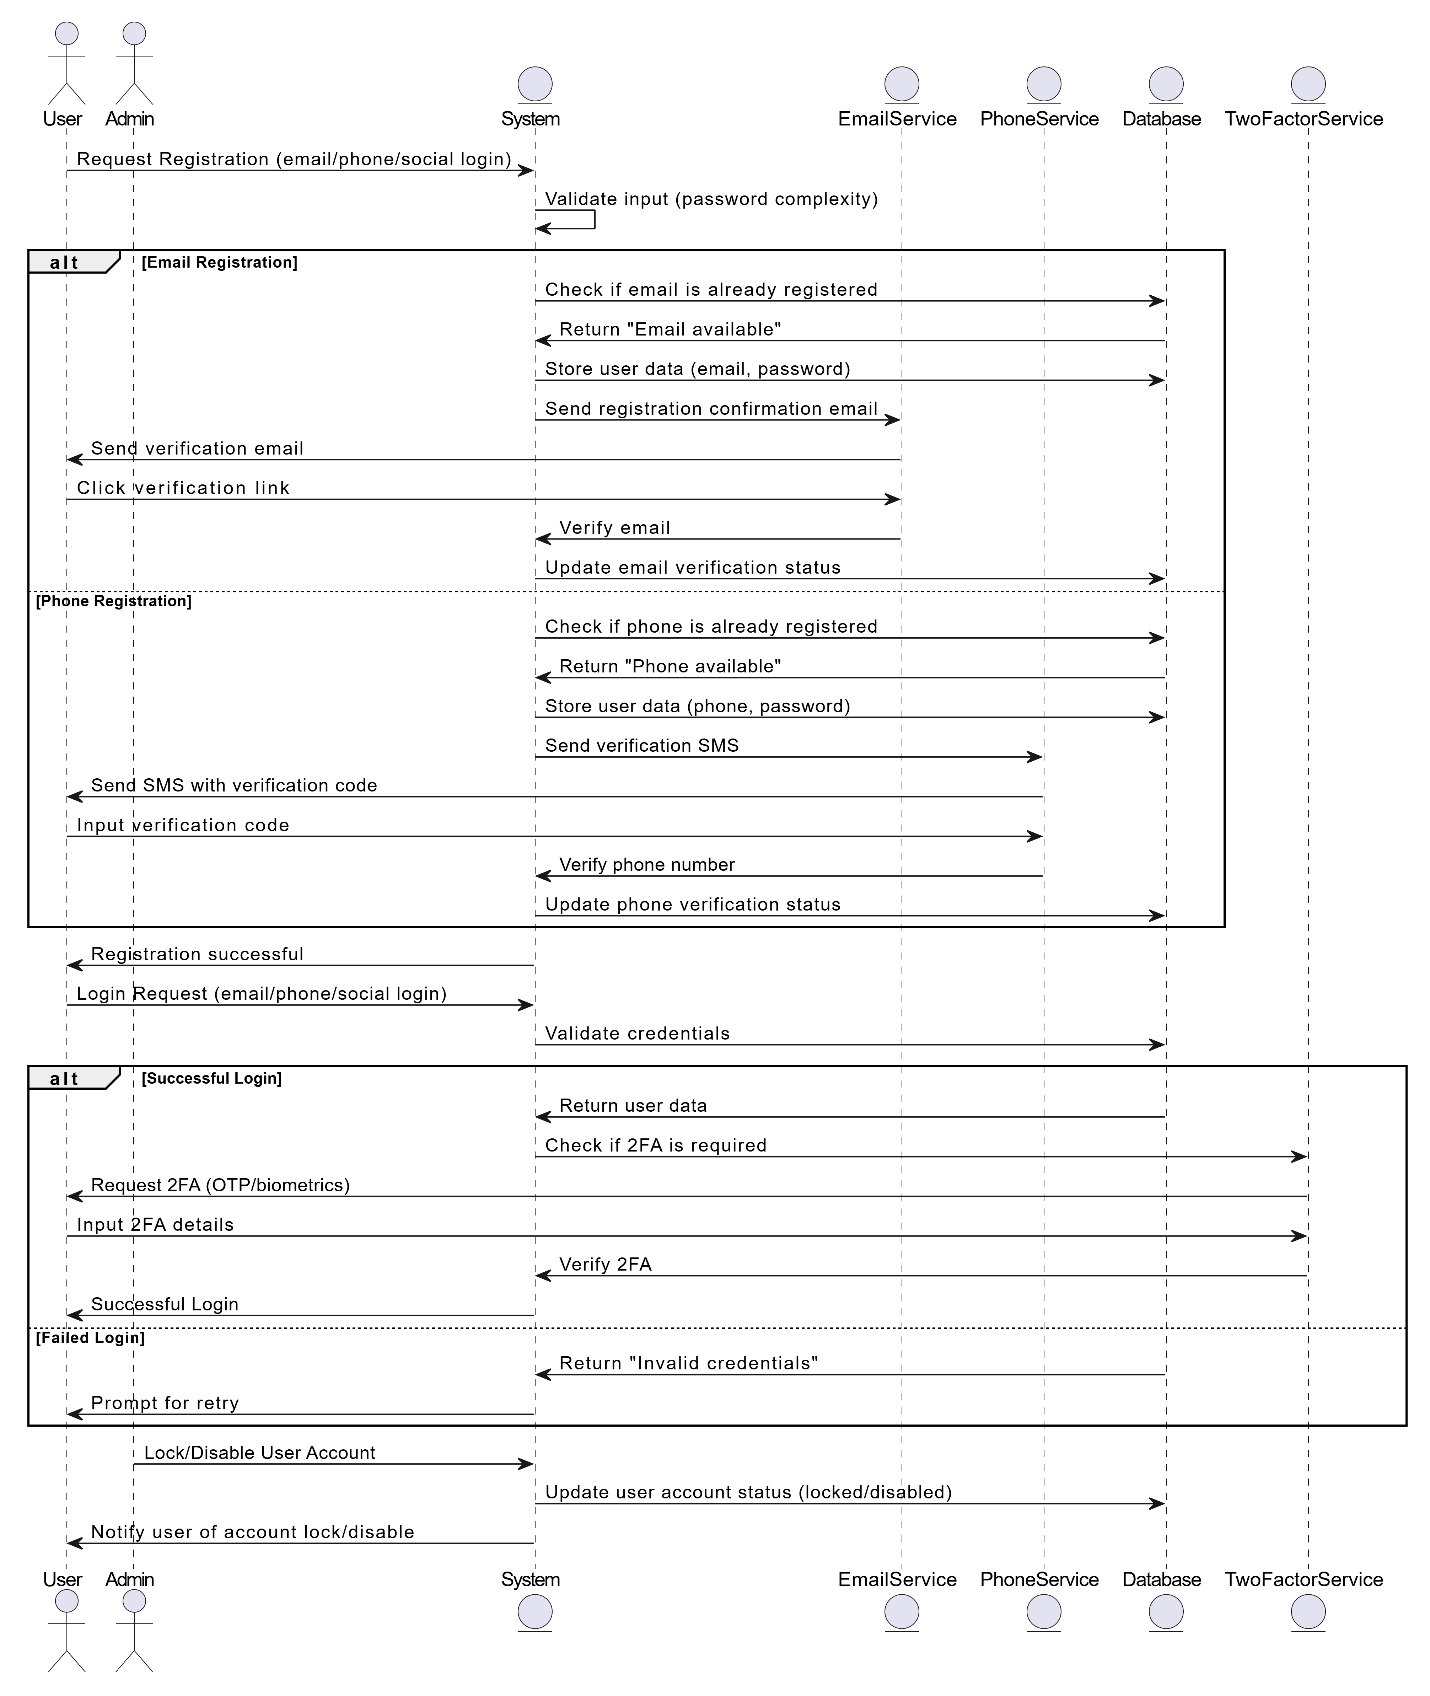 User Admin System EmailService PhoneService Database TwoFactorService
Request Registration (email/phone/social login)
Validate input (password complexity)
alt [Email Registration]
Check if email is already registered
Return "Email available"
Store user data (email, password)
Send registration confirmation email
Send verification email
Click verification link
Verify email
Update email verification status
[Phone Registration]
Check if phone is already registered
Return "Phone available"
Store user data (phone, password)
Send verification SMS
Send SMS with verification code
Input verification code
Verify phone number
Update phone verification status
Registration successful
Login Request (email/phone/social login)
Validate credentials
alt [Successful Login]
Return user data
Check if 2FA is required
Request 2FA (OTP/biometrics)
Input 2FA details
Verify 2FA
Successful Login
[Failed Login]
Return "Invalid credentials"
Prompt for retry
Lock/Disable User Account
Update user account status (locked/disabled)
Notify user of account lock/disable
User Admin System EmailService PhoneService Database TwoFactorService